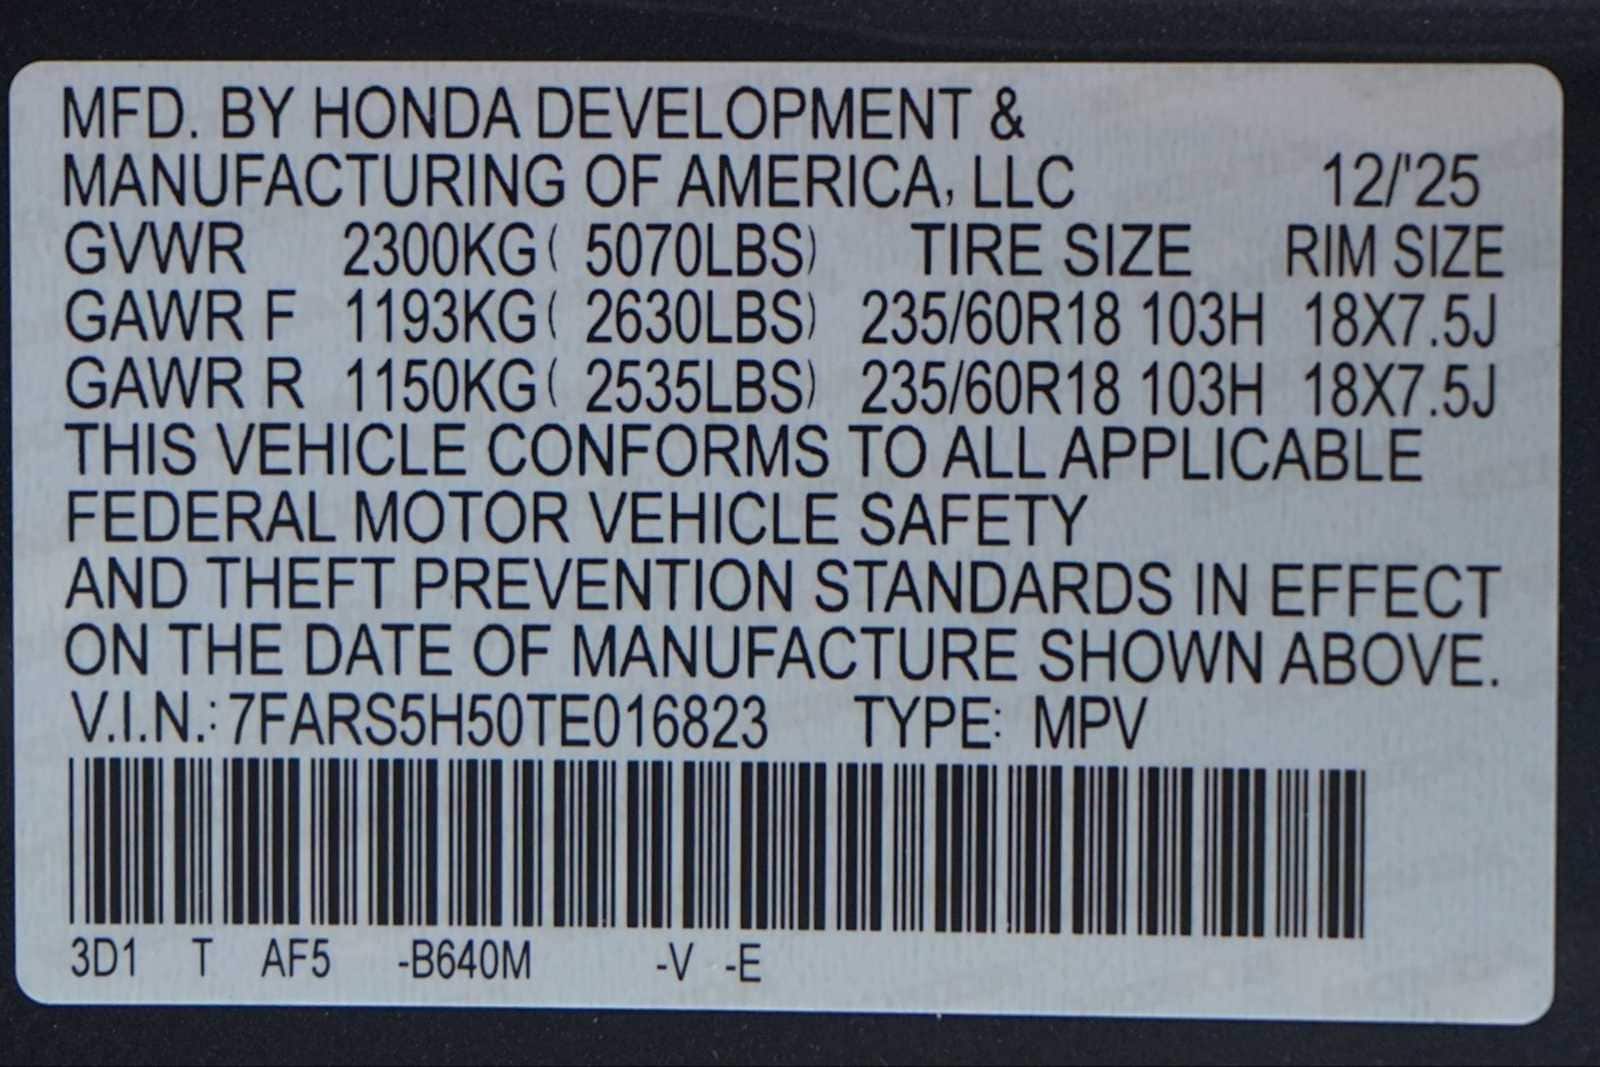 MFD. BY HONDA DEVELOPMENT &
MANUFACTURING OF AMERICA, LLC 12/'25
GVWR 2300KG( 5070LBS) TIRE SIZE RIM SIZE
GAWR F 1193KG( 2630LBS) 235/60R18 103H 18X7.5J
GAWR R 1150KG( 2535LBS) 235/60R18 103H 18X7.5J
THIS VEHICLE CONFORMS TO ALL APPLICABLE
FEDERAL MOTOR VEHICLE SAFETY
AND THEFT PREVENTION STANDARDS IN EFFECT
ON THE DATE OF MANUFACTURE SHOWN ABOVE.
V.I.N.: 7FARS5H50TE016823 TYPE: MPV
3D1 T AF5 -B640M -V -E